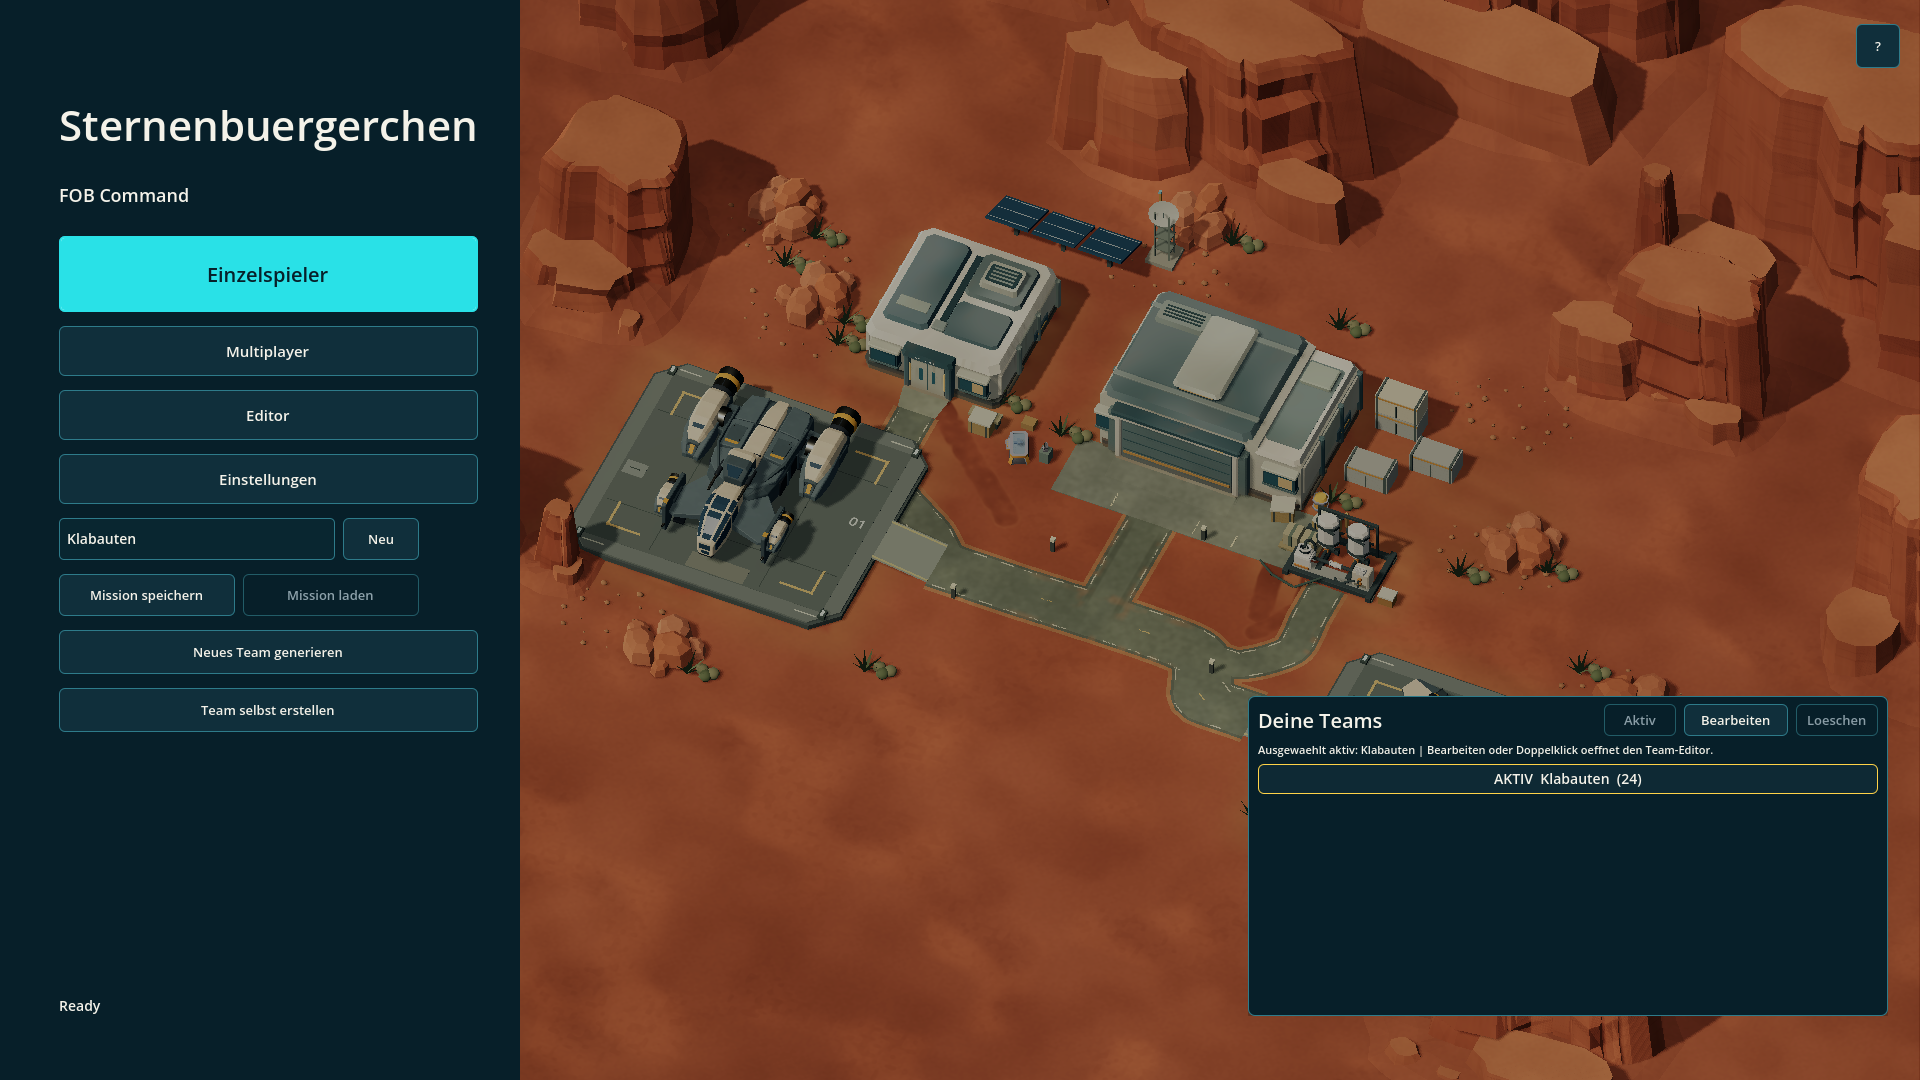 Sternenbuergerchen
?
FOB Command
Einzelspieler
Multiplayer
Editor
Einstellungen
Klabauten Neu
Mission speichern Mission laden
Neues Team generieren
Team selbst erstellen
01
Deine Teams Aktiv Bearbeiten Loeschen
Ausgewaehlt aktiv: Klabauten | Bearbeiten oder Doppelklick oeffnet den Team-Editor.
AKTIV Klabauten (24)
Ready